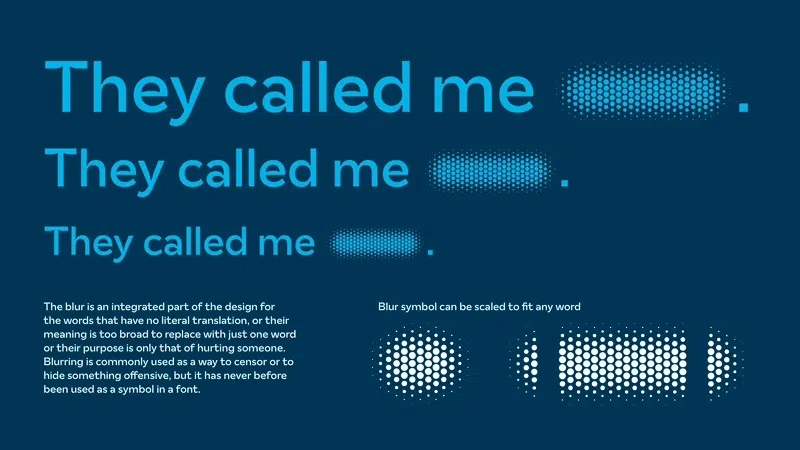 They called me .
They called me .
They called me .
The blur is an integrated part of the design for
the words that have no literal translation, or their
meaning is too broad to replace with just one word
or their purpose is only that of hurting someone.
Blurring is commonly used as a way to censor or to
hide something offensive, but it has never before
been used as a symbol in a font.
Blur symbol can be scaled to fit any word